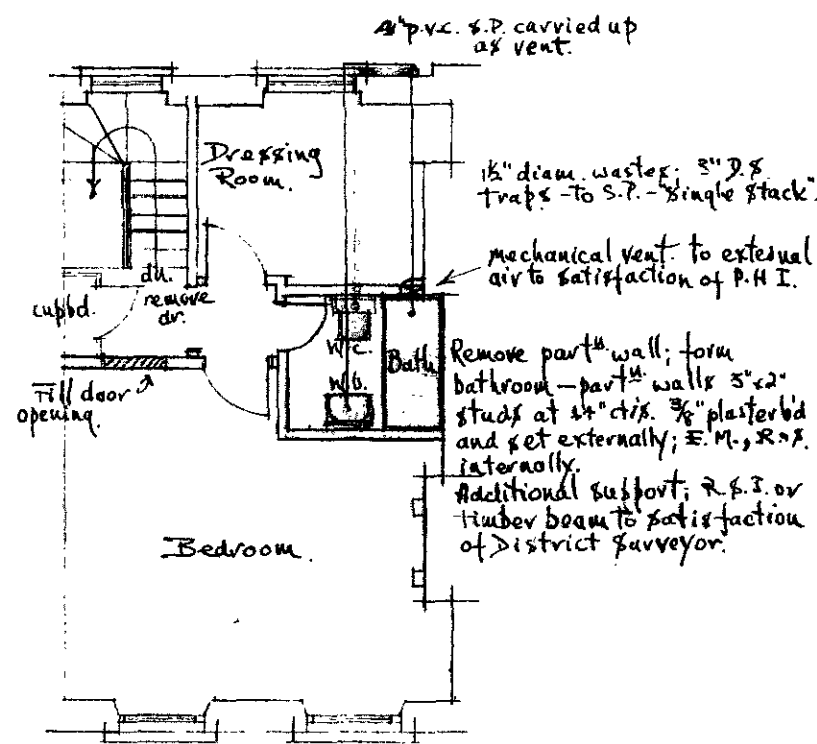 4" p.v.c. S.P. carried up
as vent.
Dressing
Room.
1½" diam. wastes; 3" D.S.
traps - to S.P. - "single stack".
mechanical vent. to external
air to satisfaction of P.H.I.
dn.
remove
dr.
cupbd.
W.C.
W.B.
Bath
Fill door
opening.
Remove partn. wall; form
bathroom - partn. walls 3"x2"
studs at 14" ctrs. ⅜" plasterb'd
and set externally; E.M., R.&S.
internally.
Additional support; R.S.J. or
timber beam to satisfaction
of District Surveyor.
Bedroom.